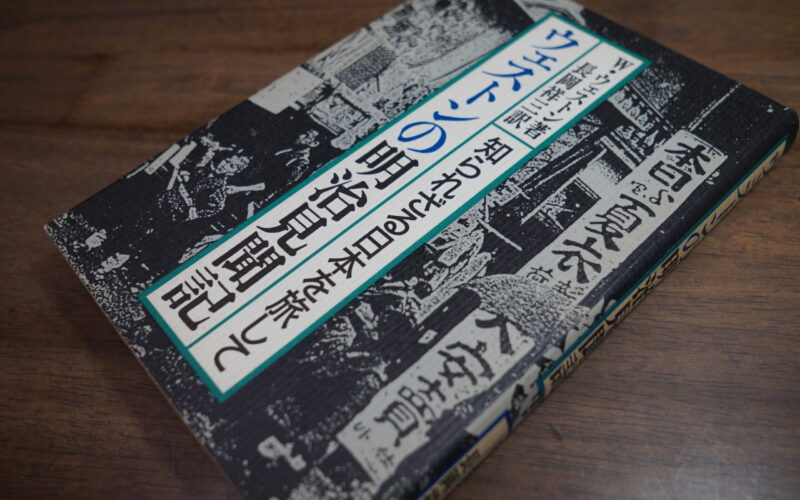 W・ウェストン著
長岡祥三訳
ウェストンの明治見聞記
知られざる日本を旅して
本日より
夏衣
大安賣